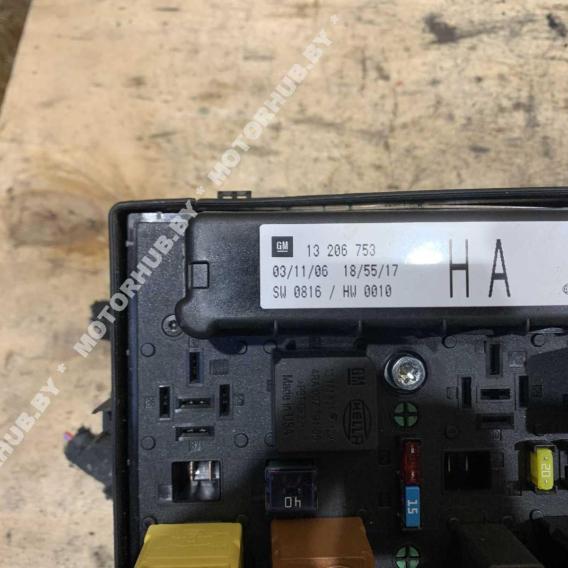 * MOTORHUB.BY * MOTORHUB.BY * MOTORHUB.BY *
GM 13 206 753
03/11/06 18/55/17
SW 0816 / HW 0010
H A
GM
HELLA
40
15
20